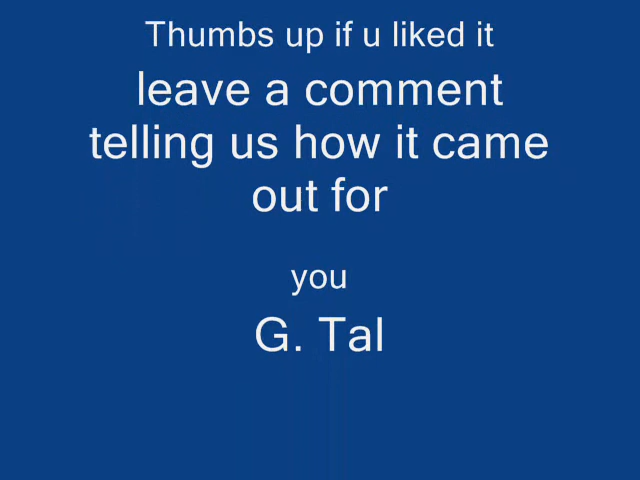 Thumbs up if u liked it
leave a comment
telling us how it came
out for
you
G. Tal